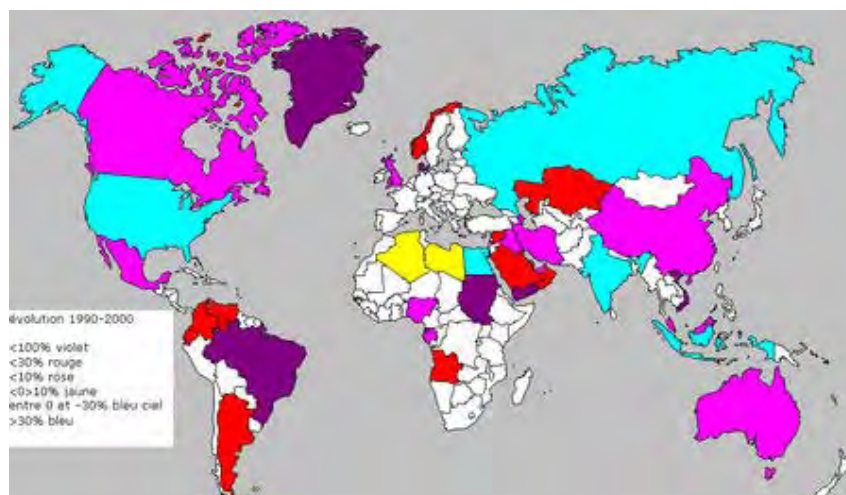 évolution 1990-2000
<100% violet
<30% rouge
<10% rose
<0>10% jaune
entre 0 et -30% bleu ciel
>30% bleu